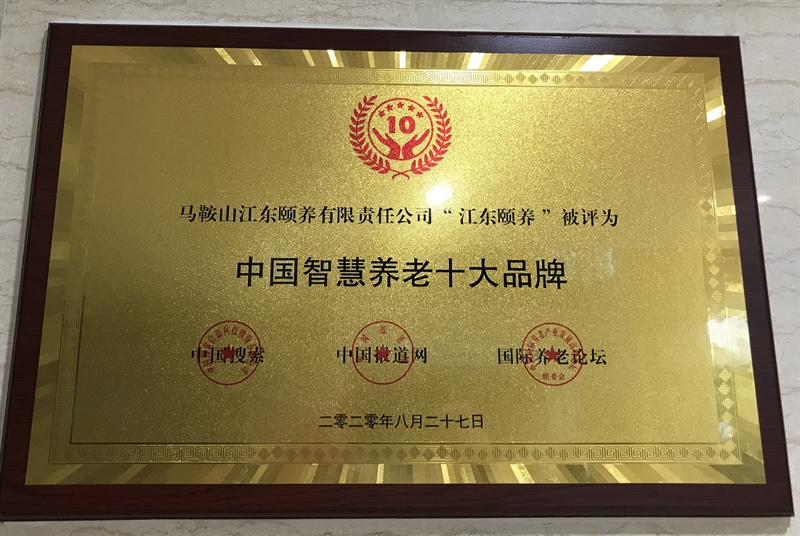 10
马鞍山江东颐养有限责任公司“江东颐养”被评为
中国智慧养老十大品牌
中国搜索 中国报道网 国际养老论坛
组委会
二零二零年八月二十七日